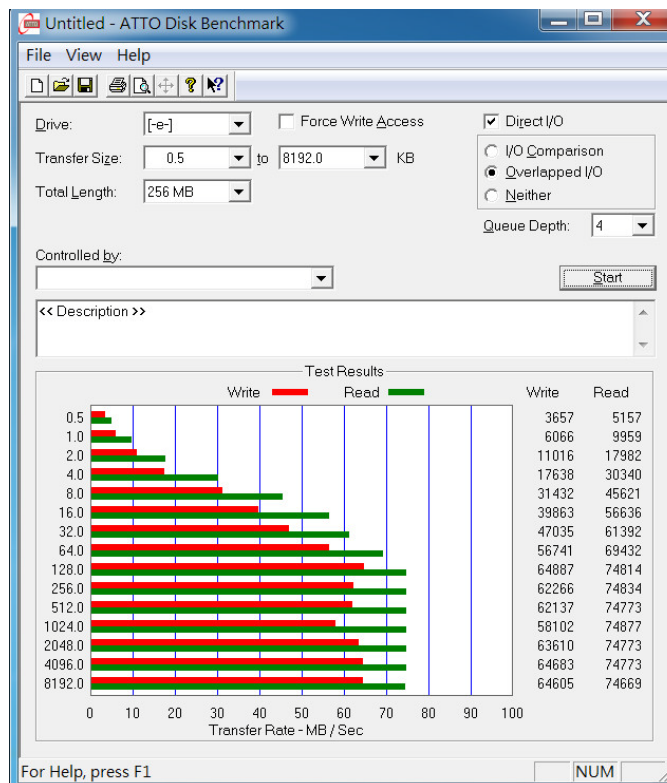 Untitled - ATTO Disk Benchmark
File View Help
Drive: [-e-] Force Write Access Direct I/O
Transfer Size: 0.5 to 8192.0 KB I/O Comparison
Overlapped I/O
Total Length: 256 MB Neither
Queue Depth: 4
Controlled by:
Start
<< Description >>
Test Results
Write Read Write Read
0.5 3657 5157
1.0 6066 9959
2.0 11016 17982
4.0 17638 30340
8.0 31432 45621
16.0 39863 56636
32.0 47035 61392
64.0 56741 69432
128.0 64887 74814
256.0 62266 74834
512.0 62137 74773
1024.0 58102 74877
2048.0 63610 74773
4096.0 64683 74773
8192.0 64605 74669
0 10 20 30 40 50 60 70 80 90 100
Transfer Rate - MB / Sec
For Help, press F1 NUM